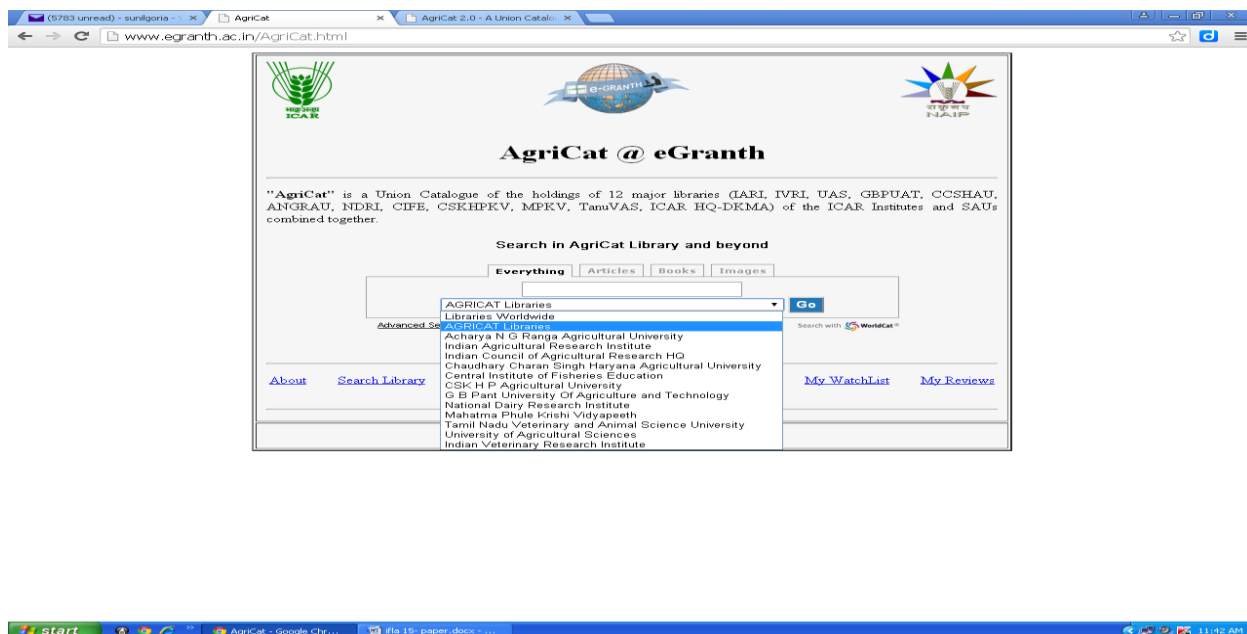 (5783 unread) - sunilgoria - 
AgriCat
AgriCat 2.0 - A Union Catalo
www.egranth.ac.in/AgriCat.html
भाकृअनुप
ICAR
e-GRANTH
NAIP
AgriCat @ eGranth
"AgriCat" is a Union Catalogue of the holdings of 12 major libraries (IARI, IVRI, UAS, GBPUAT, CCSHAU,
ANGRAU, NDRI, CIFE, CSKHPKV, MPKV, TanuVAS, ICAR HQ-DKMA) of the ICAR Institutes and SAUs
combined together.
Search in AgriCat Library and beyond
Everything Articles Books Images
AGRICAT Libraries
Go
Libraries Worldwide
Advanced Se
AGRICAT Libraries
Search with WorldCat
Acharya N G Ranga Agricultural University
Indian Agricultural Research Institute
Indian Council of Agricultural Research HQ
Chaudhary Charan Singh Haryana Agricultural University
Central Institute of Fisheries Education
CSK H P Agricultural University
G B Pant University Of Agriculture and Technology
National Dairy Research Institute
Mahatma Phule Krishi Vidyapeeth
Tamil Nadu Veterinary and Animal Science University
University of Agricultural Sciences
Indian Veterinary Research Institute
About Search Library My WatchList My Reviews
start
AgriCat - Google Chr...
ifla 15- paper.docx - ...
11:42 AM